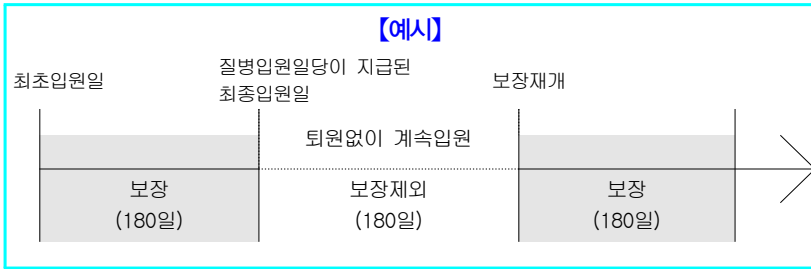 【예시】
질병입원일당이 지급된
최초입원일
최종입원일
보장재개
퇴원없이 계속입원
보장
보장제외
보장
(180일)
(180일)
(180일)